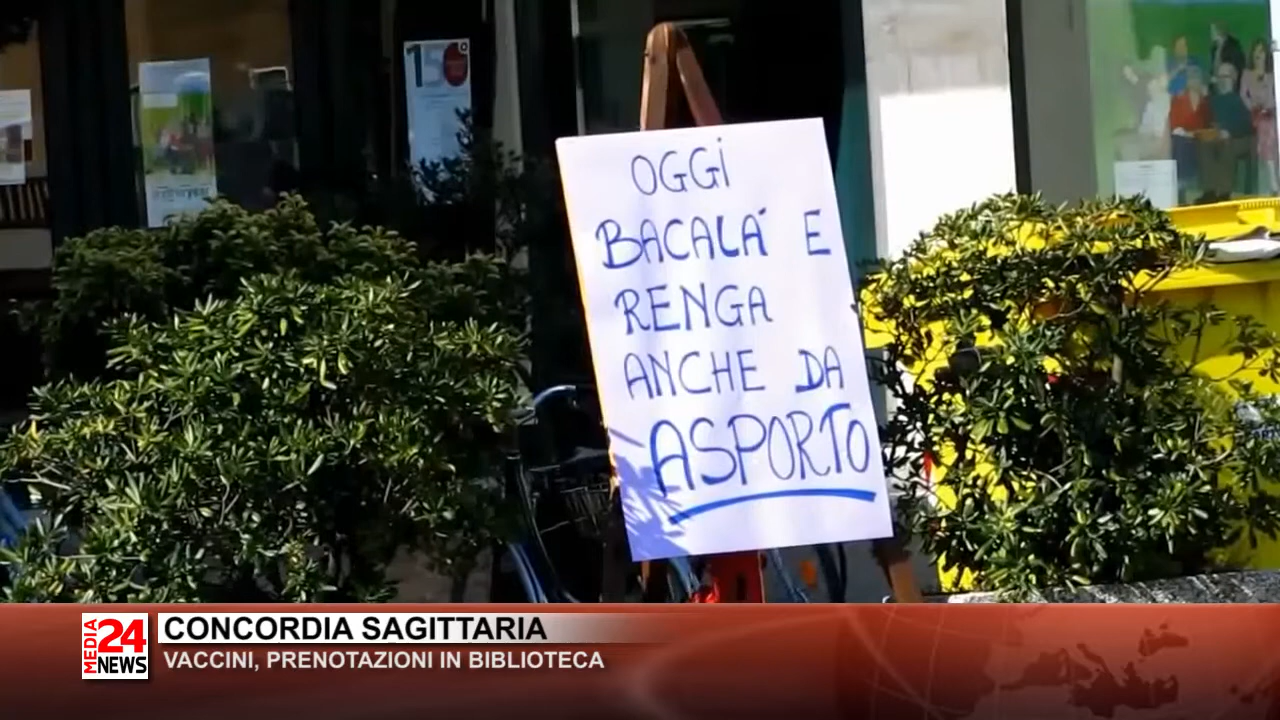 OGGI
BACALÁ E
RENGA
ANCHE DA
ASPORTO
MEDIA
24
NEWS
CONCORDIA SAGITTARIA
VACCINI, PRENOTAZIONI IN BIBLIOTECA